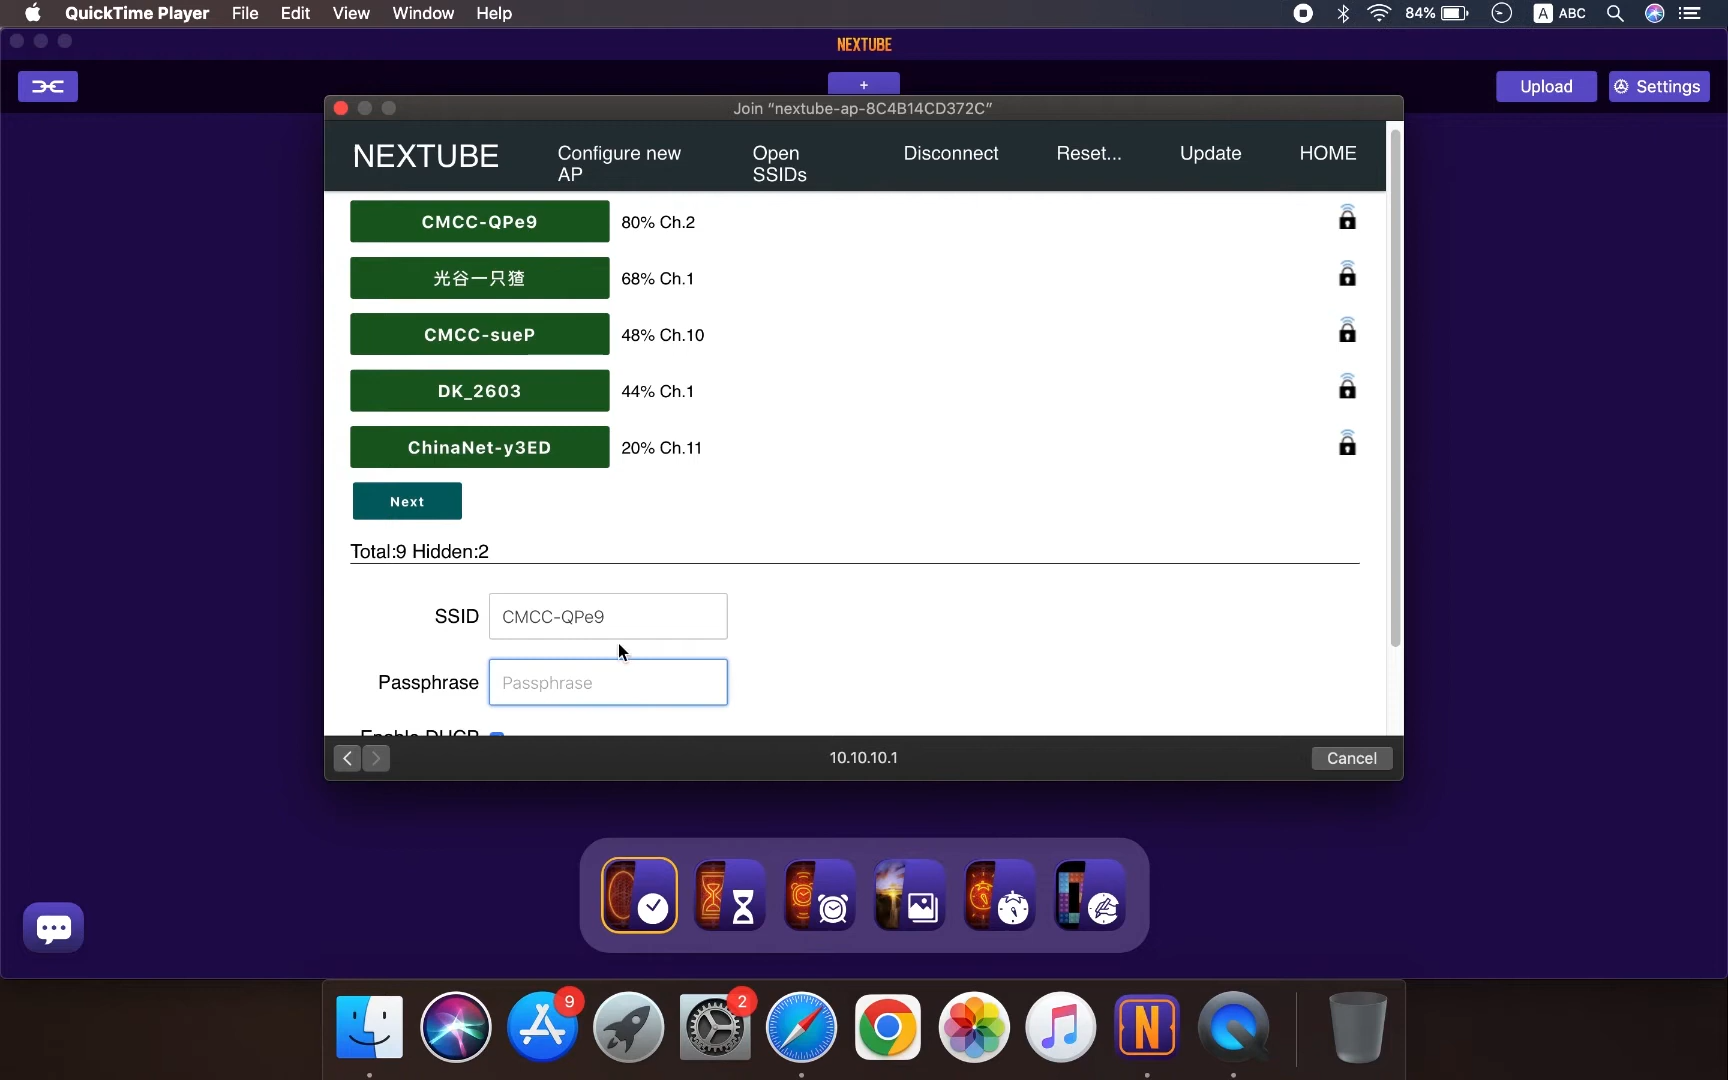 QuickTime Player File Edit View Window Help 84% A ABC
NEXTUBE
+ Upload Settings
Join “nextube-ap-8C4B14CD372C”
NEXTUBE Configure new AP Open SSIDs Disconnect Reset... Update HOME
CMCC-QPe9 80% Ch.2
光谷一只猹 68% Ch.1
CMCC-sueP 48% Ch.10
DK_2603 44% Ch.1
ChinaNet-y3ED 20% Ch.11
Next
Total:9 Hidden:2
SSID CMCC-QPe9
Passphrase Passphrase
Enable DHCP
10.10.10.1 Cancel
9 2 N